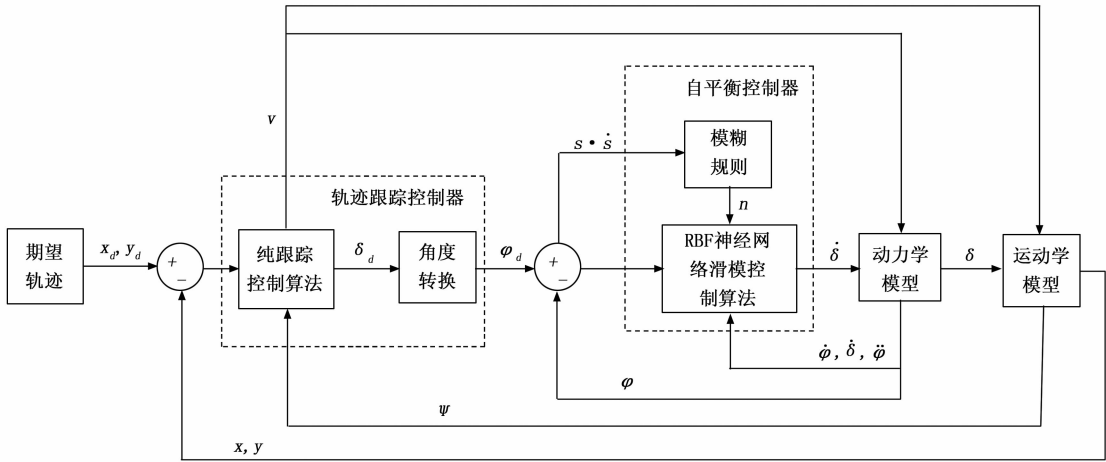 v
自平衡控制器
s · ṡ
模糊
规则
n
轨迹跟踪控制器
期望
轨迹
x_d, y_d
+
−
纯跟踪
控制算法
δ_d
角度
转换
φ_d
+
−
RBF神经网
络滑模控
制算法
δ̇
动力学
模型
δ
运动学
模型
φ̇, δ̇, φ̈
φ
ψ
x, y